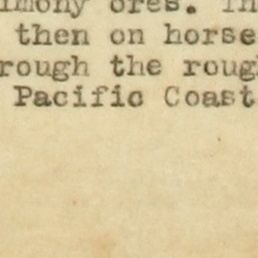 imony ores. In
then on horse
rough the roug
Pacific Coast